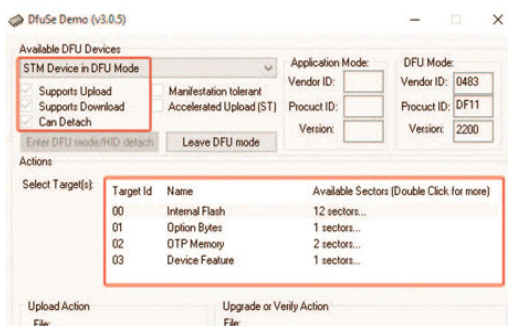 DfuSe Demo (v3.0.5)
Available DFU Devices
STM Device in DFU Mode
Supports Upload
Manifestation tolerant
Supports Download
Accelerated Upload (ST)
Can Detach
Enter DFU mode/HID detach
Leave DFU mode
Application Mode:
Vendor ID:
Procuct ID:
Version:
DFU Mode:
Vendor ID: 0483
Procuct ID: DF11
Version: 2200
Actions
Select Target(s):
Target Id Name Available Sectors (Double Click for more)
00 Internal Flash 12 sectors...
01 Option Bytes 1 sectors...
02 OTP Memory 2 sectors...
03 Device Feature 1 sectors...
Upload Action
File:
Upgrade or Verify Action
File: